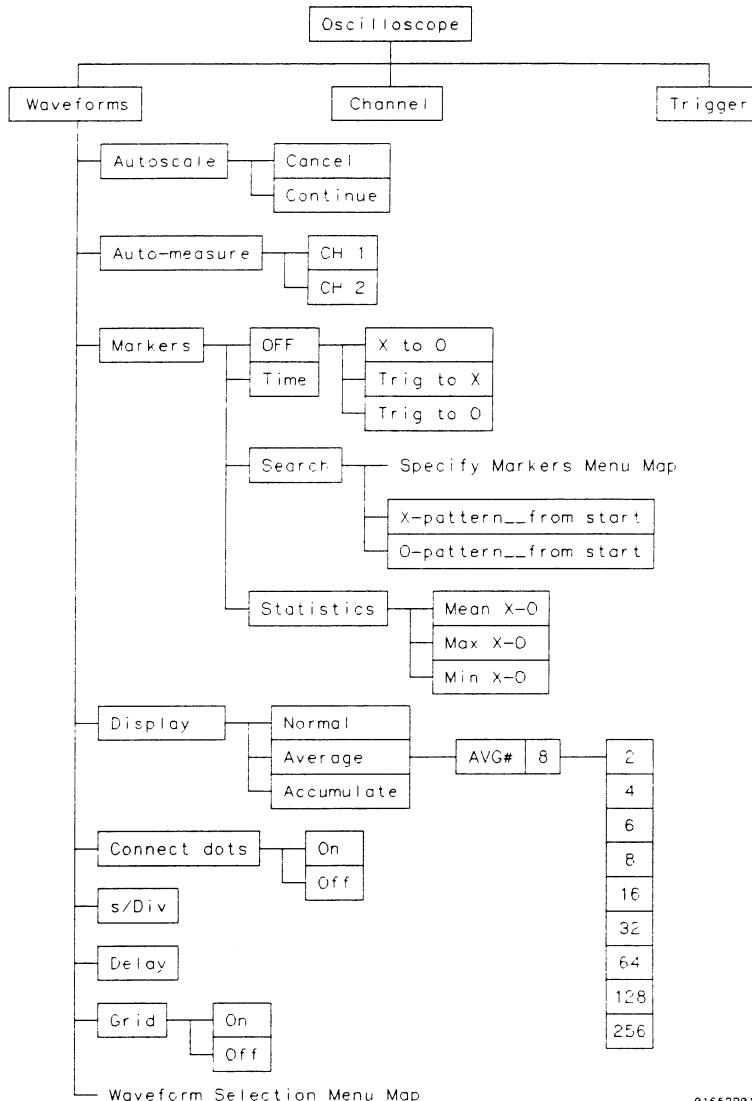 Oscilloscope
Waveforms
Channel
Trigger
Autoscale
Cancel
Continue
Auto-measure
CH 1
CH 2
Markers
OFF
Time
X to O
Trig to X
Trig to O
Search
Specify Markers Menu Map
X-pattern__from start
O-pattern__from start
Statistics
Mean X-O
Max X-O
Min X-O
Display
Normal
Average
Accumulate
AVG# 8
2
4
6
8
16
32
64
128
256
Connect dots
On
Off
s/Div
Delay
Grid
On
Off
Waveform Selection Menu Map